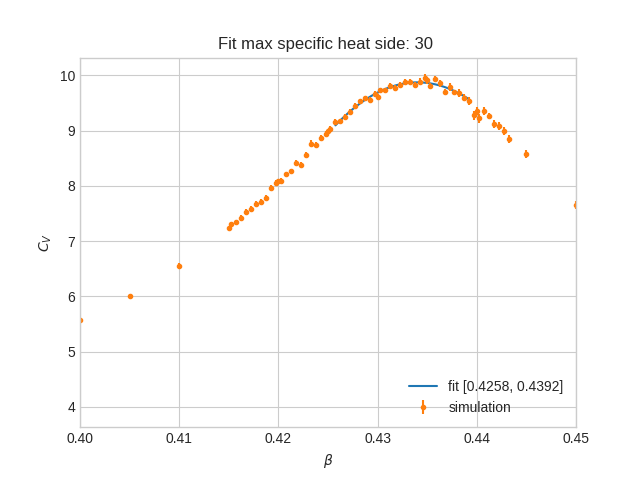 Fit max specific heat side: 30
10
9
8
7
6
5
4
C_V
fit [0.4258, 0.4392]
simulation
0.40 0.41 0.42 0.43 0.44 0.45
β